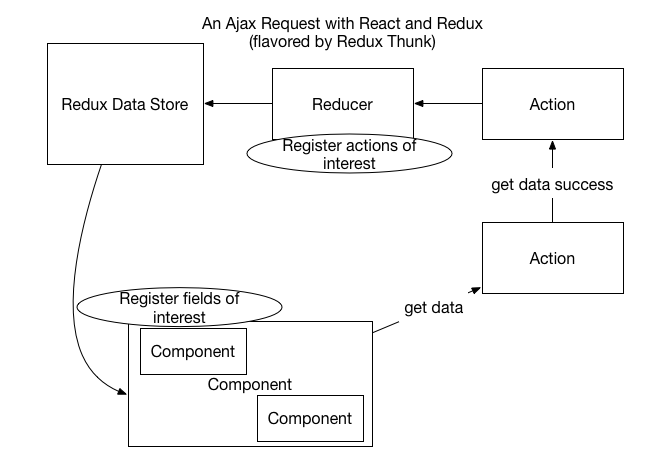 An Ajax Request with React and Redux
(flavored by Redux Thunk)
Redux Data Store
Reducer
Action
Register actions of
interest
get data success
Action
Register fields of
interest
get data
Component
Component
Component